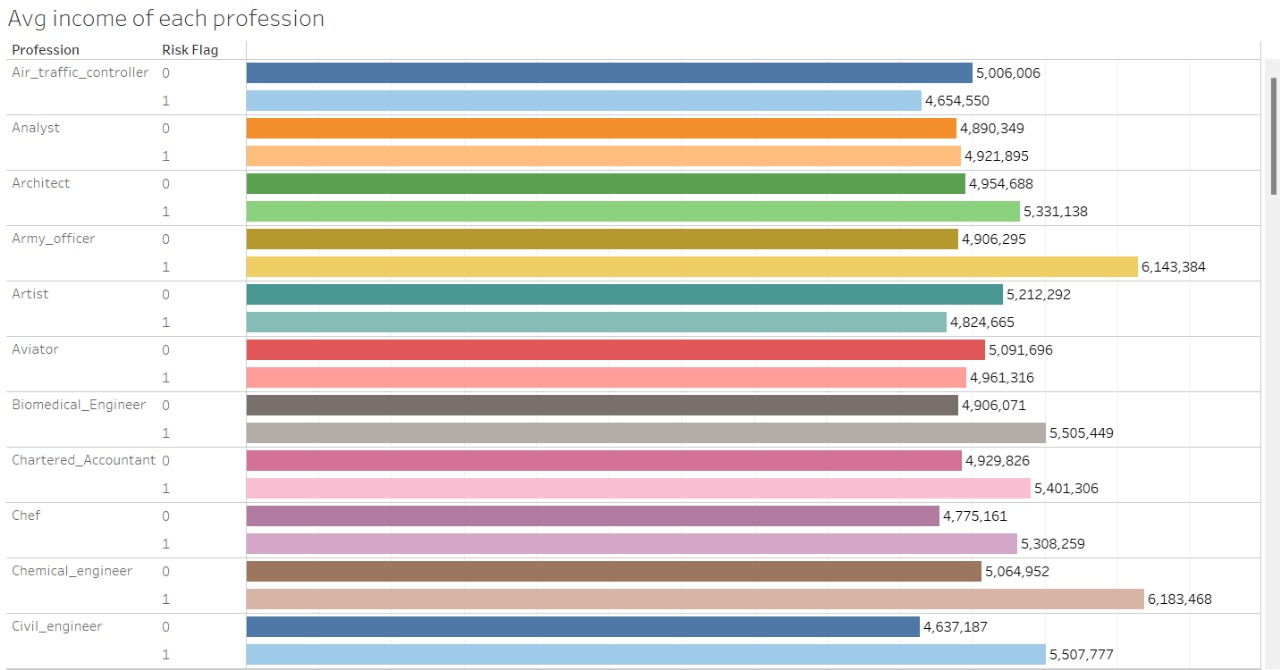 Avg income of each profession
Profession Risk Flag
Air_traffic_controller 0 5,006,006
1 4,654,550
Analyst 0 4,890,349
1 4,921,895
Architect 0 4,954,688
1 5,331,138
Army_officer 0 4,906,295
1 6,143,384
Artist 0 5,212,292
1 4,824,665
Aviator 0 5,091,696
1 4,961,316
Biomedical_Engineer 0 4,906,071
1 5,505,449
Chartered_Accountant 0 4,929,826
1 5,401,306
Chef 0 4,775,161
1 5,308,259
Chemical_engineer 0 5,064,952
1 6,183,468
Civil_engineer 0 4,637,187
1 5,507,777